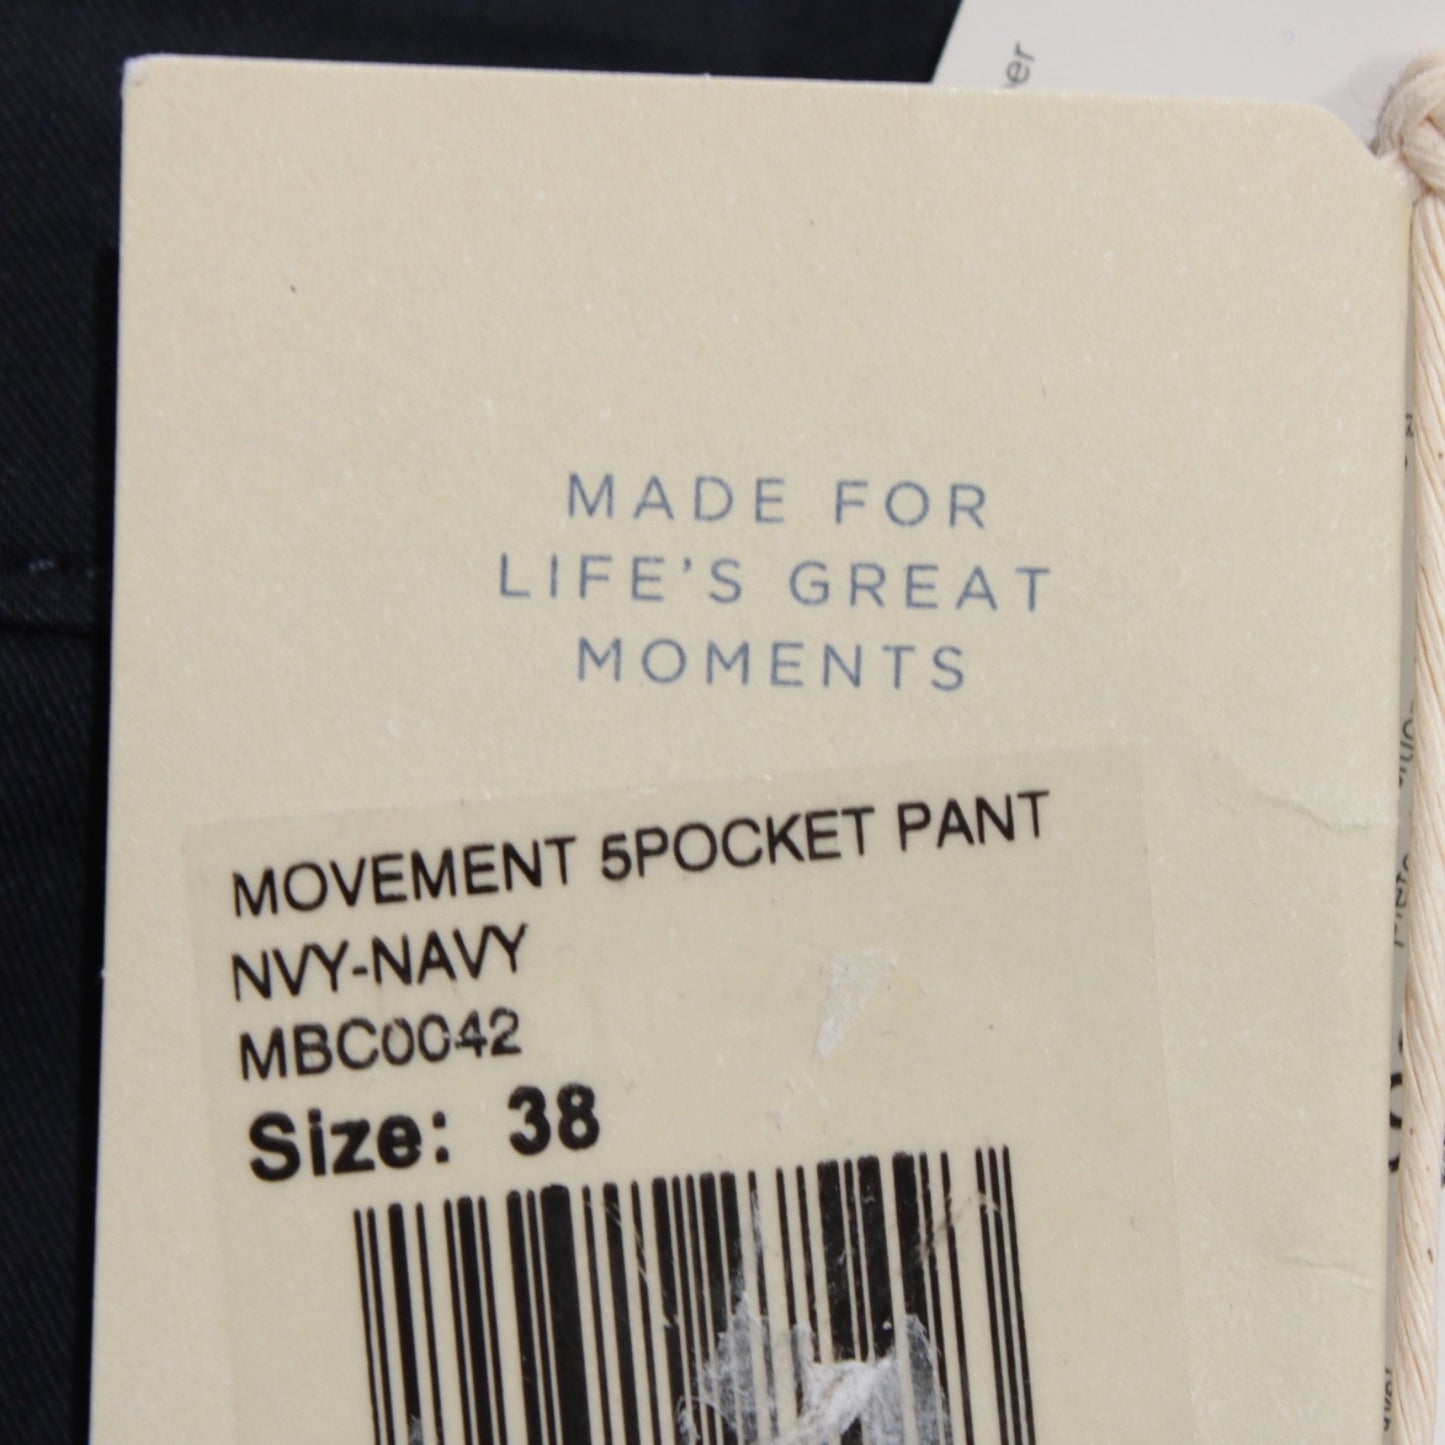 MADE FOR
LIFE'S GREAT
MOMENTS
MOVEMENT 5POCKET PANT
NVY-NAVY
MBC0042
Size: 38